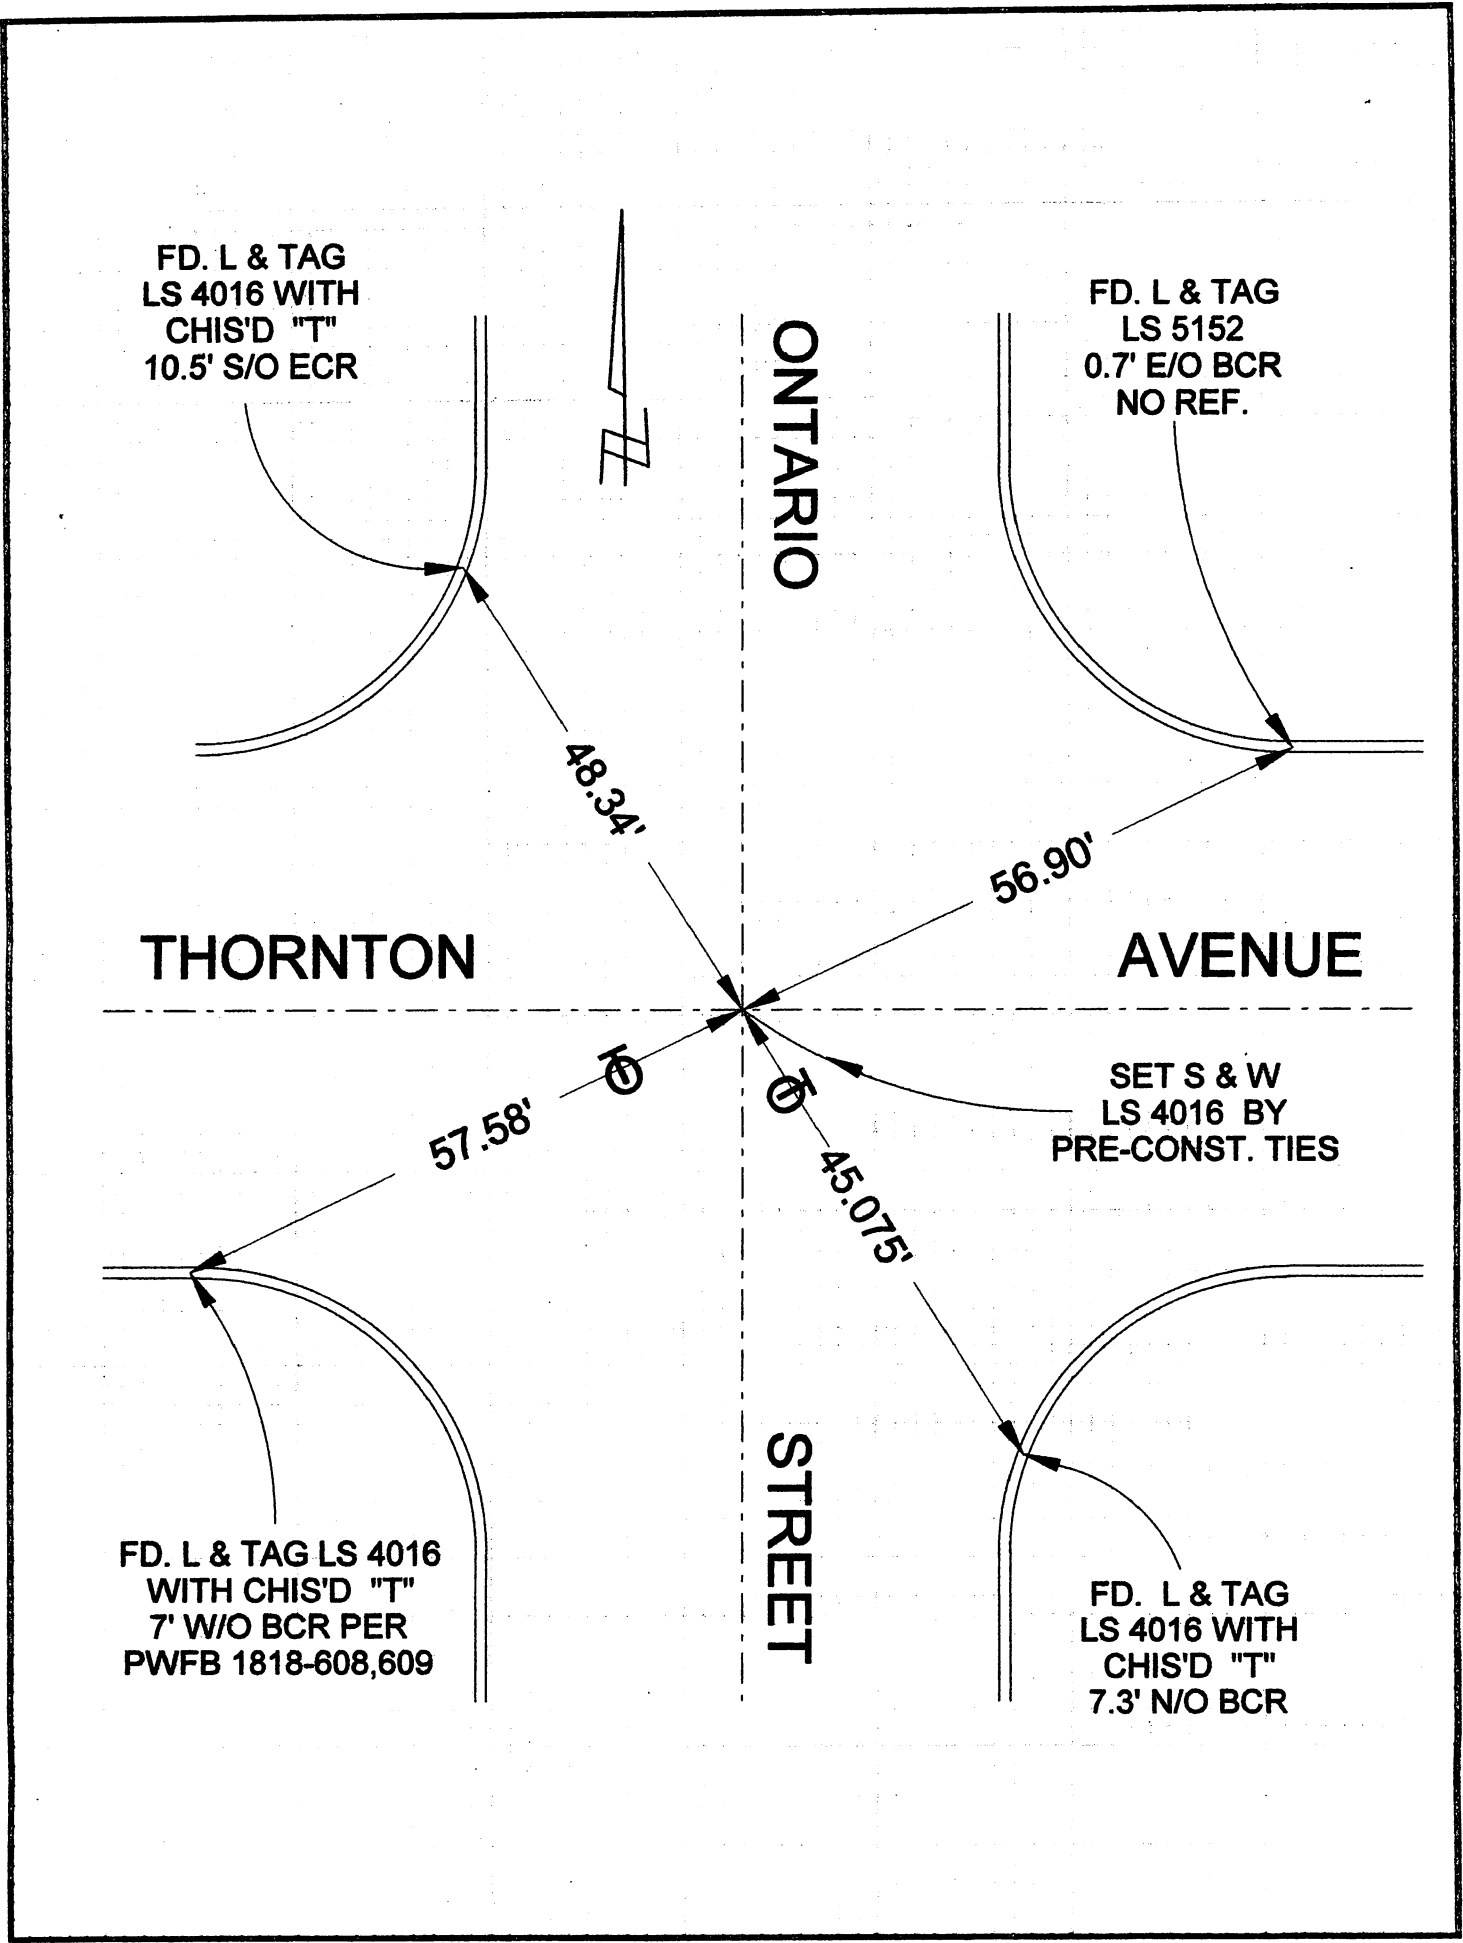 FD. L & TAG
LS 4016 WITH
CHIS'D "T"
10.5' S/O ECR
FD. L & TAG
LS 5152
0.7' E/O BCR
NO REF.
ONTARIO
48.34'
56.90'
THORNTON
AVENUE
57.58'
45.075'
SET S & W
LS 4016 BY
PRE-CONST. TIES
STREET
FD. L & TAG LS 4016
WITH CHIS'D "T"
7' W/O BCR PER
PWFB 1818-608,609
FD. L & TAG
LS 4016 WITH
CHIS'D "T"
7.3' N/O BCR